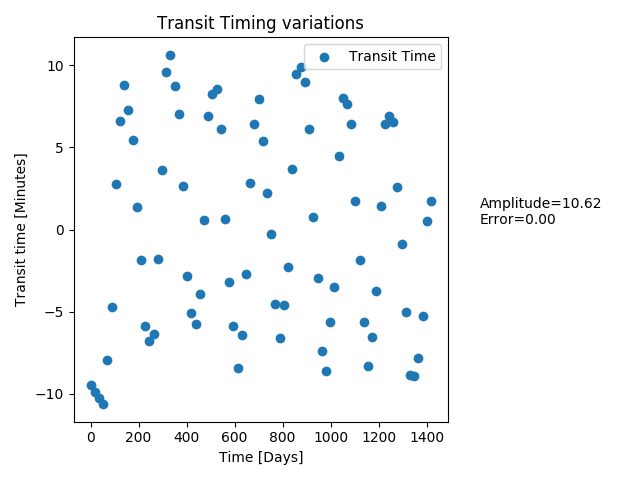 Transit Timing variations
Transit Time
Transit time [Minutes]
10
5
0
−5
−10
0 200 400 600 800 1000 1200 1400
Time [Days]
Amplitude=10.62
Error=0.00